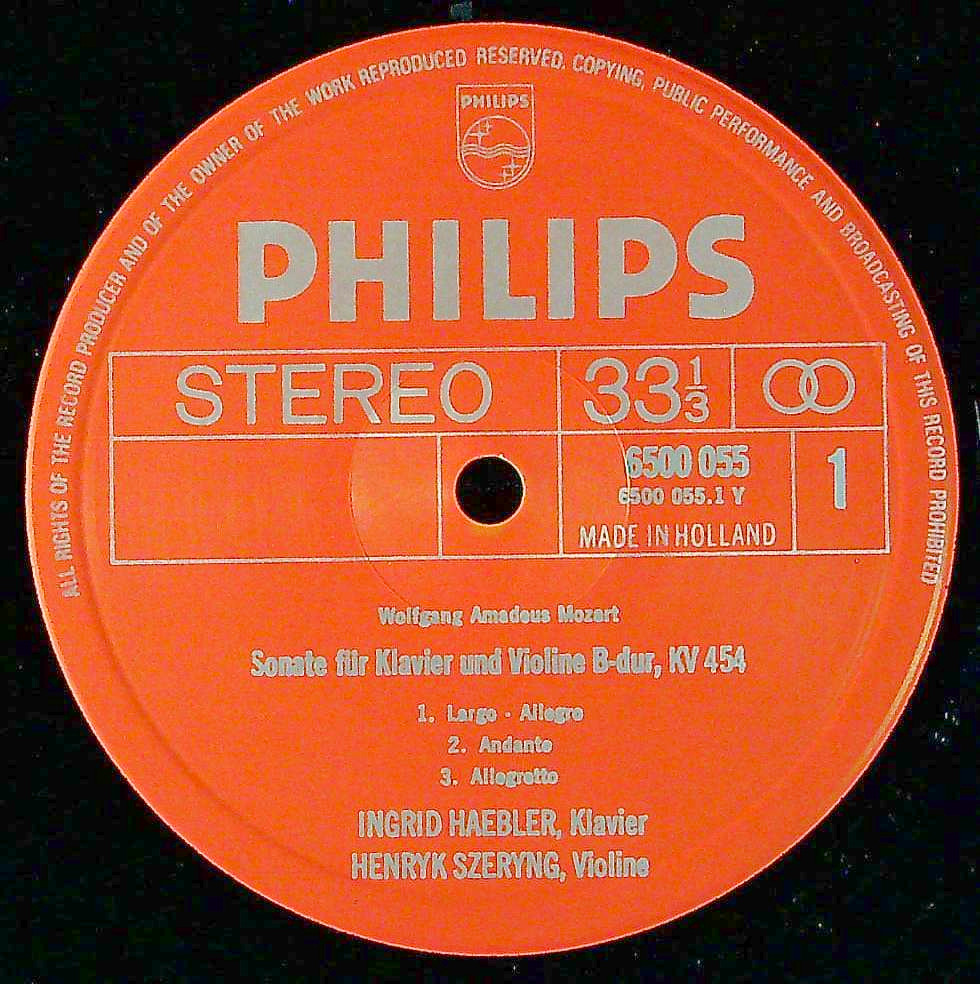 ALL RIGHTS OF THE RECORD PRODUCER AND OF THE OWNER OF THE WORK REPRODUCED RESERVED. COPYING, PUBLIC PERFORMANCE AND BROADCASTING OF THIS RECORD PROHIBITED
PHILIPS
PHILIPS
STEREO 33 1/3
6500 055
6500 055.1 Y
1
MADE IN HOLLAND
Wolfgang Amadeus Mozart
Sonate für Klavier und Violine B-dur, KV 454
1. Largo - Allegro
2. Andante
3. Allegretto
INGRID HAEBLER, Klavier
HENRYK SZERYNG, Violine